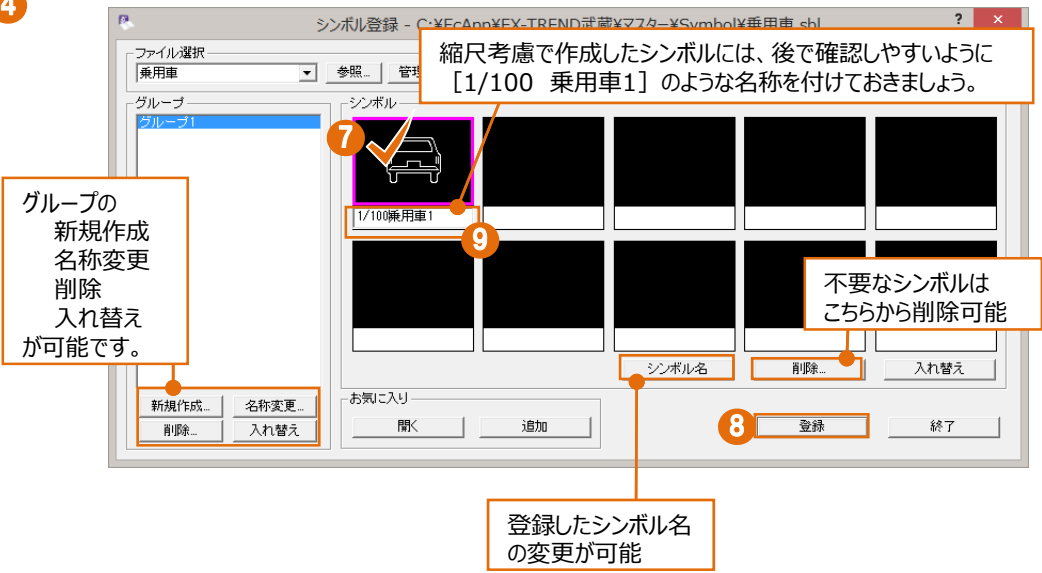 4
シンボル登録 - C:¥FcApp¥EX-TREND武蔵¥マスター¥Symbol¥乗用車.sbl
? ×
ファイル選択
乗用車
参照...
縮尺考慮で作成したシンボルには、後で確認しやすいように
[1/100 乗用車1] のような名称を付けておきましょう。
グループ
グループ1
シンボル
7
1/100乗用車1
9
グループの
新規作成
名称変更
削除
入れ替え
が可能です。
不要なシンボルは
こちらから削除可能
シンボル名
削除...
入れ替え
新規作成...
名称変更...
削除...
入れ替え
お気に入り
開く
追加
8
登録
終了
登録したシンボル名
の変更が可能